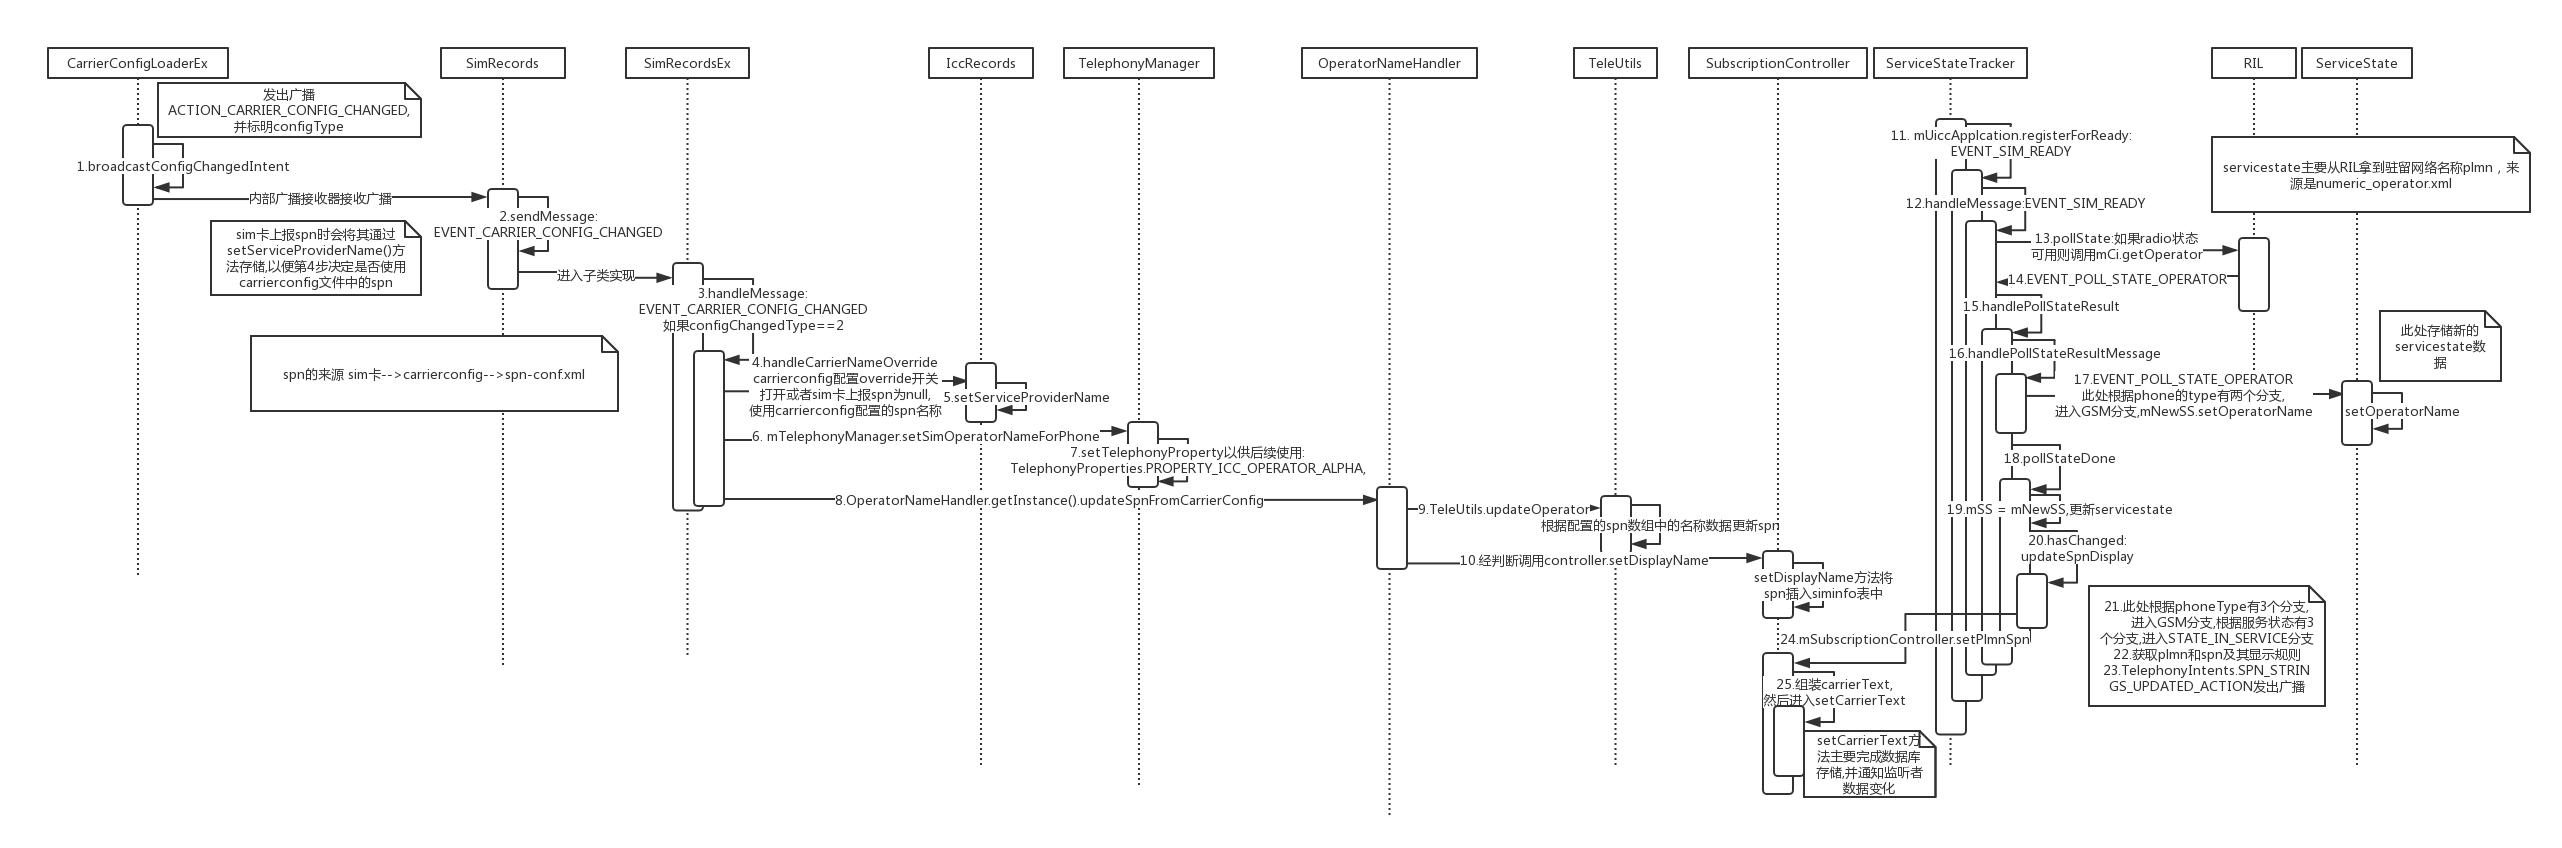 CarrierConfigLoaderEx
SimRecords
SimRecordsEx
IccRecords
TelephonyManager
OperatorNameHandler
TeleUtils
SubscriptionController
ServiceStateTracker
RIL
ServiceState
发出广播
ACTION_CARRIER_CONFIG_CHANGED,
并标明configType
1.broadcastConfigChangedIntent
内部广播接收器接收广播
2.sendMessage:
EVENT_CARRIER_CONFIG_CHANGED
sim卡上报spn时会将其通过
setServiceProviderName()方
法存储,以便第4步决定是否使用
carrierconfig文件中的spn
进入子类实现
3.handleMessage:
EVENT_CARRIER_CONFIG_CHANGED
如果configChangedType==2
spn的来源 sim卡-->carrierconfig-->spn-conf.xml
4.handleCarrierNameOverride
carrierconfig配置override开关
打开或者sim卡上报spn为null,
使用carrierconfig配置的spn名称
5.setServiceProviderName
6. mTelephonyManager.setSimOperatorNameForPhone
7.setTelephonyProperty以供后续使用:
TelephonyProperties.PROPERTY_ICC_OPERATOR_ALPHA,
8.OperatorNameHandler.getInstance().updateSpnFromCarrierConfig
9.TeleUtils.updateOperator
根据配置的spn数组中的名称数据更新spn
10.经判断调用controller.setDisplayName
setDisplayName方法将
spn插入siminfo表中
11. mUiccApplcation.registerForReady:
EVENT_SIM_READY
12.handleMessage:EVENT_SIM_READY
servicestate主要从RIL拿到驻留网络名称plmn，来
源是numeric_operator.xml
13.pollState:如果radio状态
可用则调用mCi.getOperator
14.EVENT_POLL_STATE_OPERATOR
15.handlePollStateResult
16.handlePollStateResultMessage
此处存储新的
servicestate数
据
17.EVENT_POLL_STATE_OPERATOR
此处根据phone的type有两个分支,
进入GSM分支,mNewSS.setOperatorName
setOperatorName
18.pollStateDone
19.mSS = mNewSS,更新servicestate
20.hasChanged:
updateSpnDisplay
21.此处根据phoneType有3个分支,
进入GSM分支,根据服务状态有3
个分支,进入STATE_IN_SERVICE分支
22.获取plmn和spn及其显示规则
23.TelephonyIntents.SPN_STRIN
GS_UPDATED_ACTION发出广播
24.mSubscriptionController.setPlmnSpn
25.组装carrierText,
然后进入setCarrierText
setCarrierText方
法主要完成数据库
存储,并通知监听者
数据变化